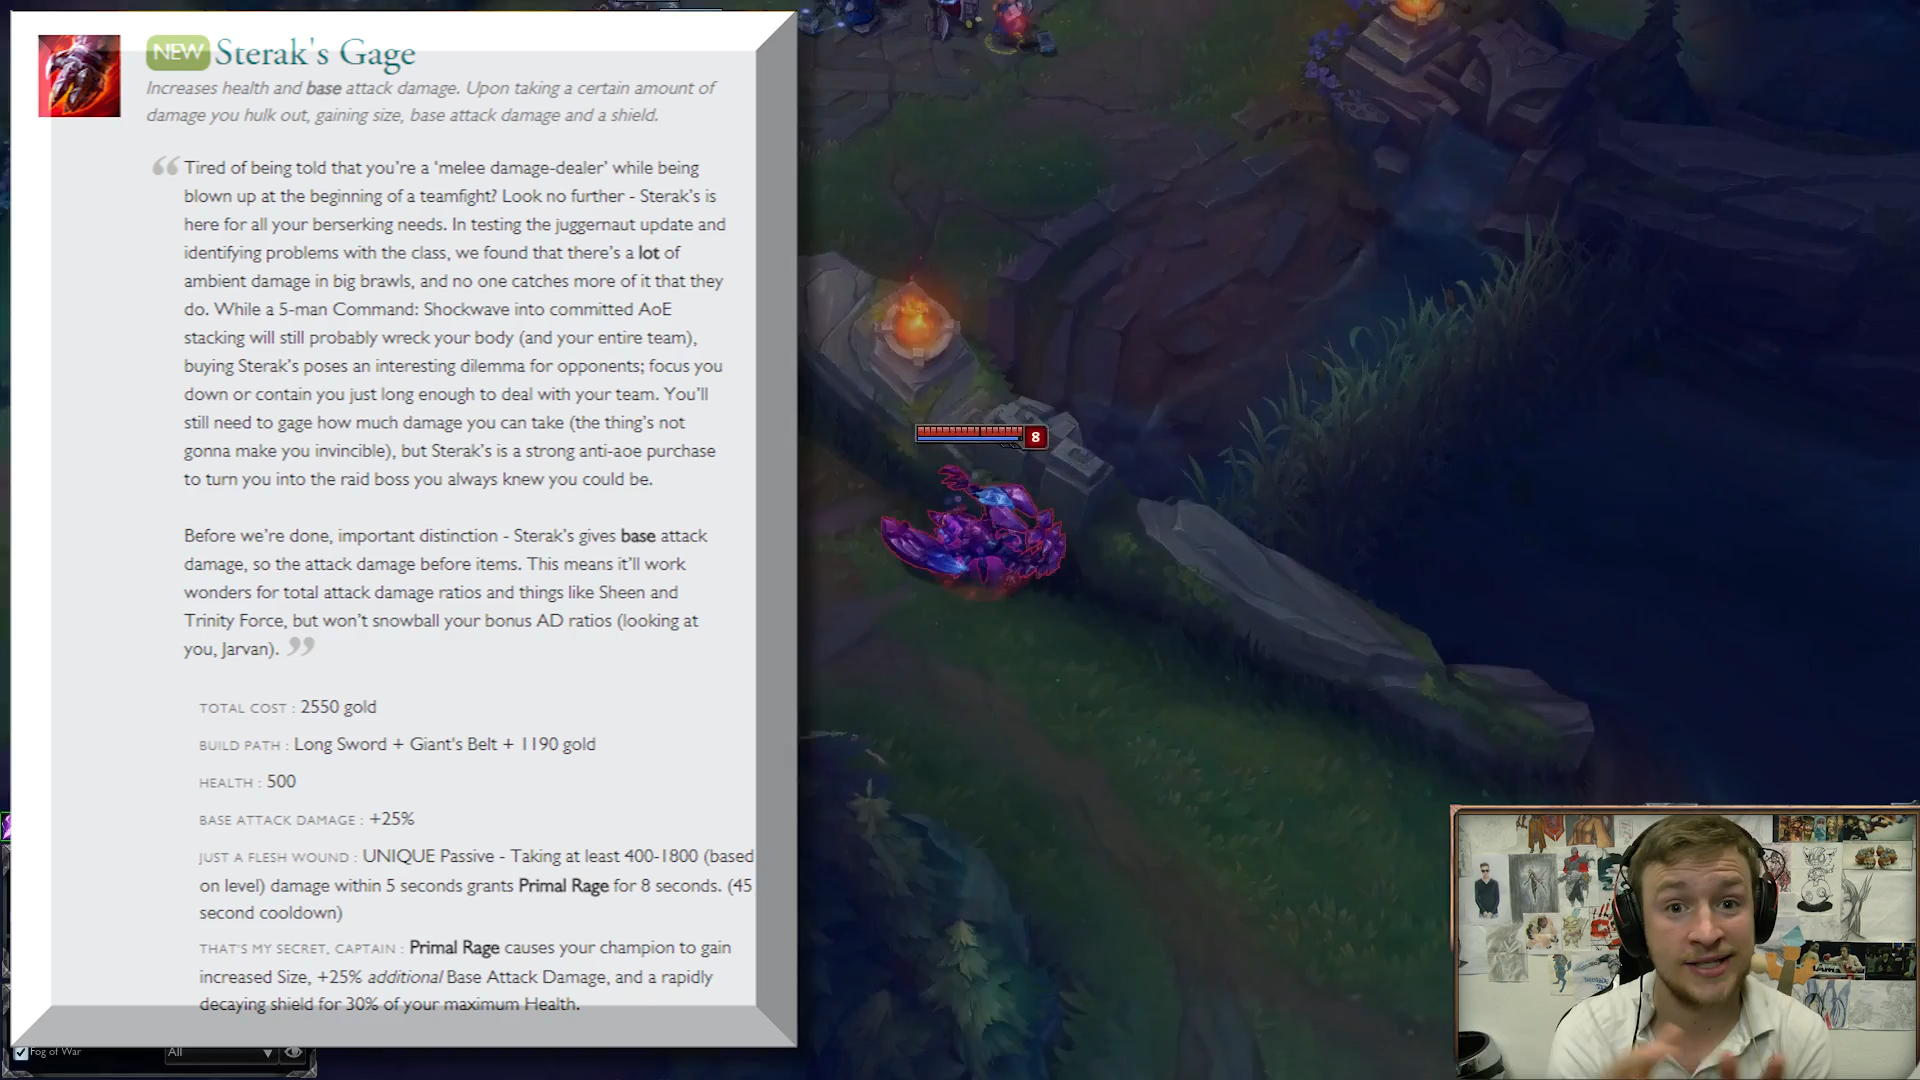 NEW Sterak's Gage
Increases health and base attack damage. Upon taking a certain amount of
damage you hulk out, gaining size, base attack damage and a shield.
“ Tired of being told that you're a ‘melee damage-dealer’ while being
blown up at the beginning of a teamfight? Look no further - Sterak's is
here for all your berserking needs. In testing the juggernaut update and
identifying problems with the class, we found that there's a lot of
ambient damage in big brawls, and no one catches more of it that they
do. While a 5-man Command: Shockwave into committed AoE
stacking will still probably wreck your body (and your entire team),
buying Sterak's poses an interesting dilemma for opponents; focus you
down or contain you just long enough to deal with your team. You'll
still need to gage how much damage you can take (the thing's not
gonna make you invincible), but Sterak's is a strong anti-aoe purchase
to turn you into the raid boss you always knew you could be.
Before we're done, important distinction - Sterak's gives base attack
damage, so the attack damage before items. This means it'll work
wonders for total attack damage ratios and things like Sheen and
Trinity Force, but won't snowball your bonus AD ratios (looking at
you, Jarvan). ”
TOTAL COST : 2550 gold
BUILD PATH : Long Sword + Giant's Belt + 1190 gold
HEALTH : 500
BASE ATTACK DAMAGE : +25%
JUST A FLESH WOUND : UNIQUE Passive - Taking at least 400-1800 (based
on level) damage within 5 seconds grants Primal Rage for 8 seconds. (45
second cooldown)
THAT'S MY SECRET, CAPTAIN : Primal Rage causes your champion to gain
increased Size, +25% additional Base Attack Damage, and a rapidly
decaying shield for 30% of your maximum Health.
8
Fog of War
All